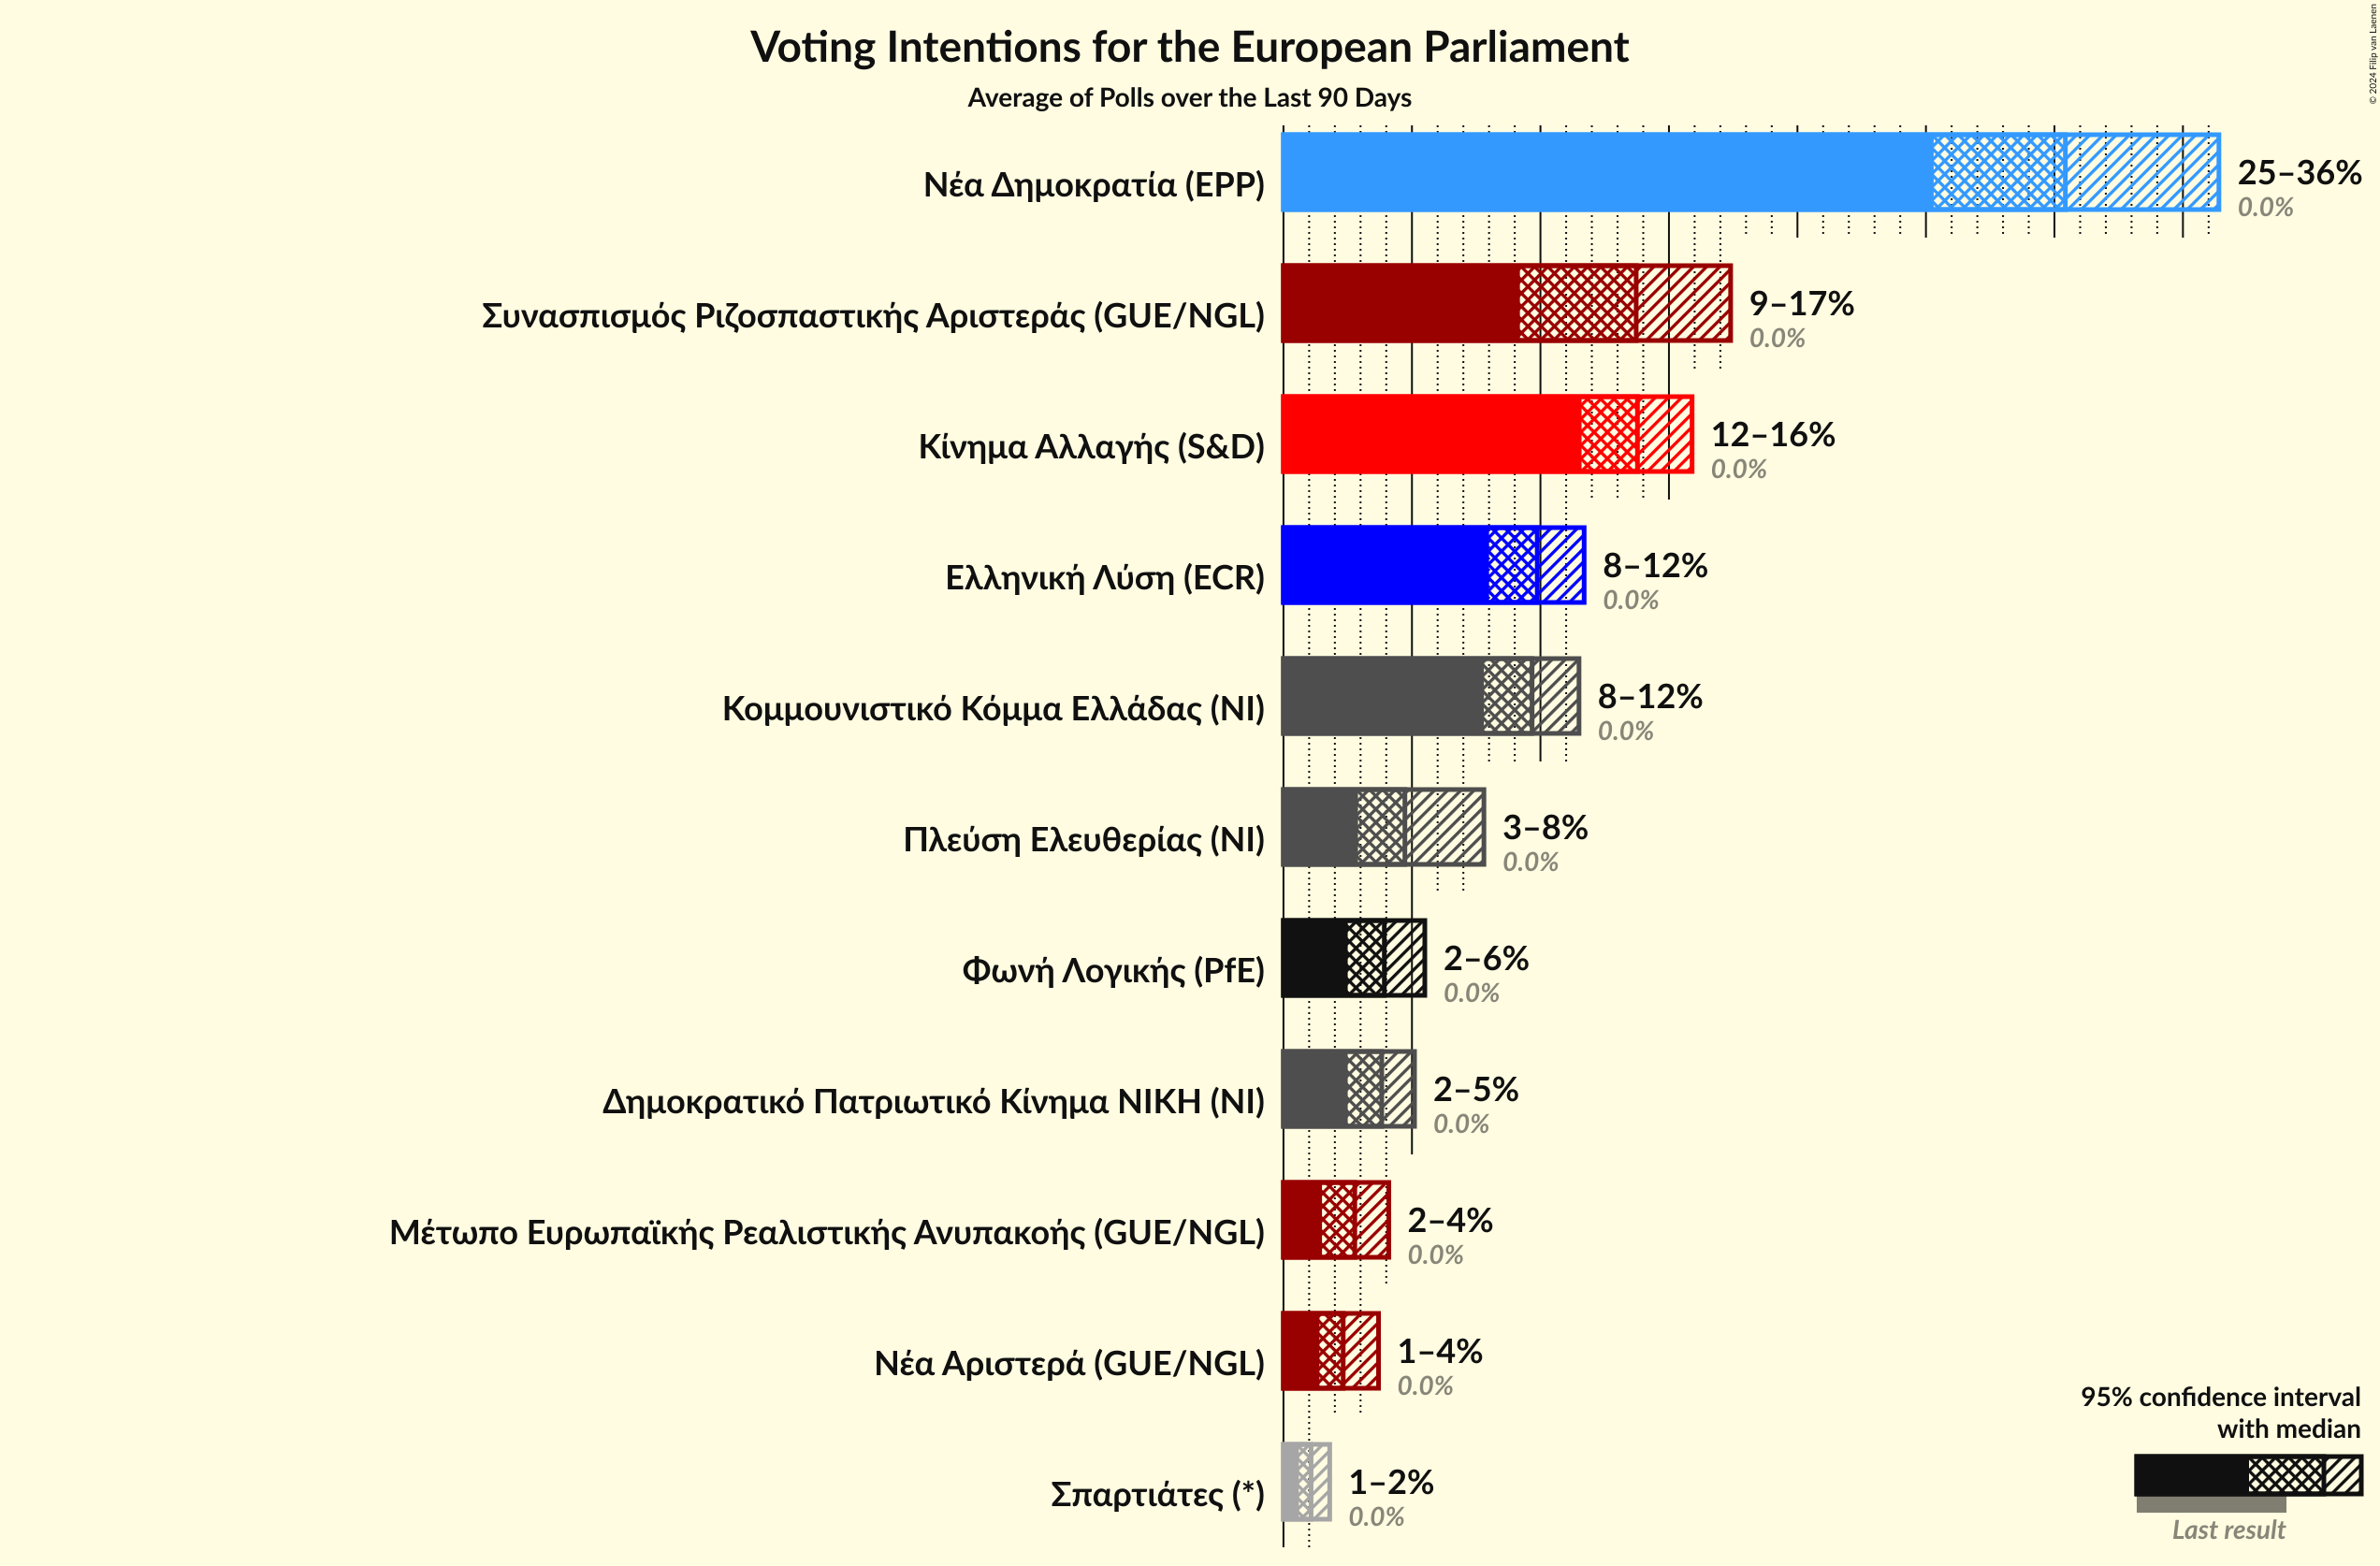 Voting Intentions for the European Parliament
Average of Polls over the Last 90 Days
© 2024 Filip van Laenen
Νέα Δημοκρατία (EPP)
25–36%
0.0%
Συνασπισμός Ριζοσπαστικής Αριστεράς (GUE/NGL)
9–17%
0.0%
Κίνημα Αλλαγής (S&D)
12–16%
0.0%
Ελληνική Λύση (ECR)
8–12%
0.0%
Κομμουνιστικό Κόμμα Ελλάδας (NI)
8–12%
0.0%
Πλεύση Ελευθερίας (NI)
3–8%
0.0%
Φωνή Λογικής (PfE)
2–6%
0.0%
Δημοκρατικό Πατριωτικό Κίνημα ΝΙΚΗ (NI)
2–5%
0.0%
Μέτωπο Ευρωπαϊκής Ρεαλιστικής Ανυπακοής (GUE/NGL)
2–4%
0.0%
Νέα Αριστερά (GUE/NGL)
1–4%
0.0%
Σπαρτιάτες (*)
1–2%
0.0%
95% confidence interval
with median
Last result